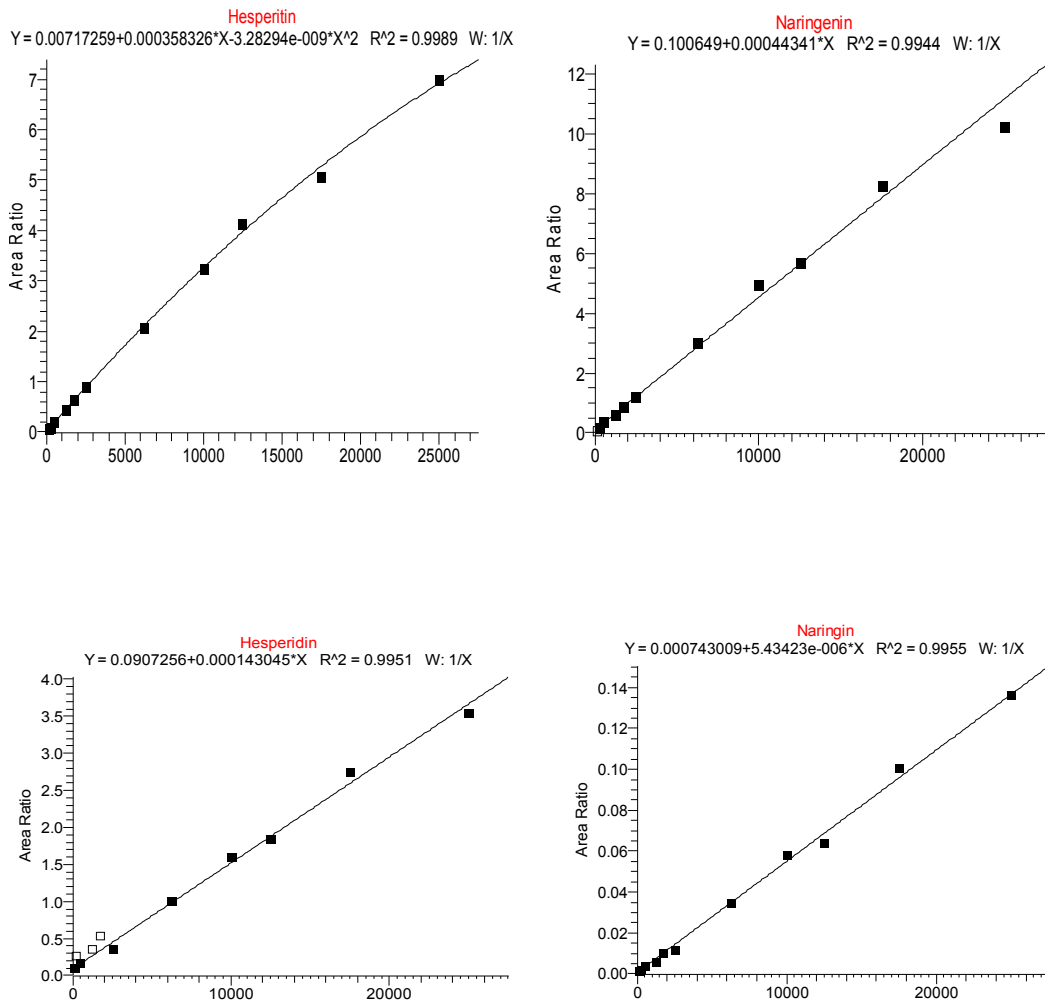 Hesperitin
Y = 0.00717259+0.000358326*X-3.28294e-009*X^2 R^2 = 0.9989 W: 1/X
7
6
5
4
3
2
1
0
Area Ratio
0 5000 10000 15000 20000 25000
Naringenin
Y = 0.100649+0.00044341*X R^2 = 0.9944 W: 1/X
12
10
8
6
4
2
0
Area Ratio
0 10000 20000
Hesperidin
Y = 0.0907256+0.000143045*X R^2 = 0.9951 W: 1/X
4.0
3.5
3.0
2.5
2.0
1.5
1.0
0.5
0.0
Area Ratio
0 10000 20000
Naringin
Y = 0.000743009+5.43423e-006*X R^2 = 0.9955 W: 1/X
0.14
0.12
0.10
0.08
0.06
0.04
0.02
0.00
Area Ratio
0 10000 20000